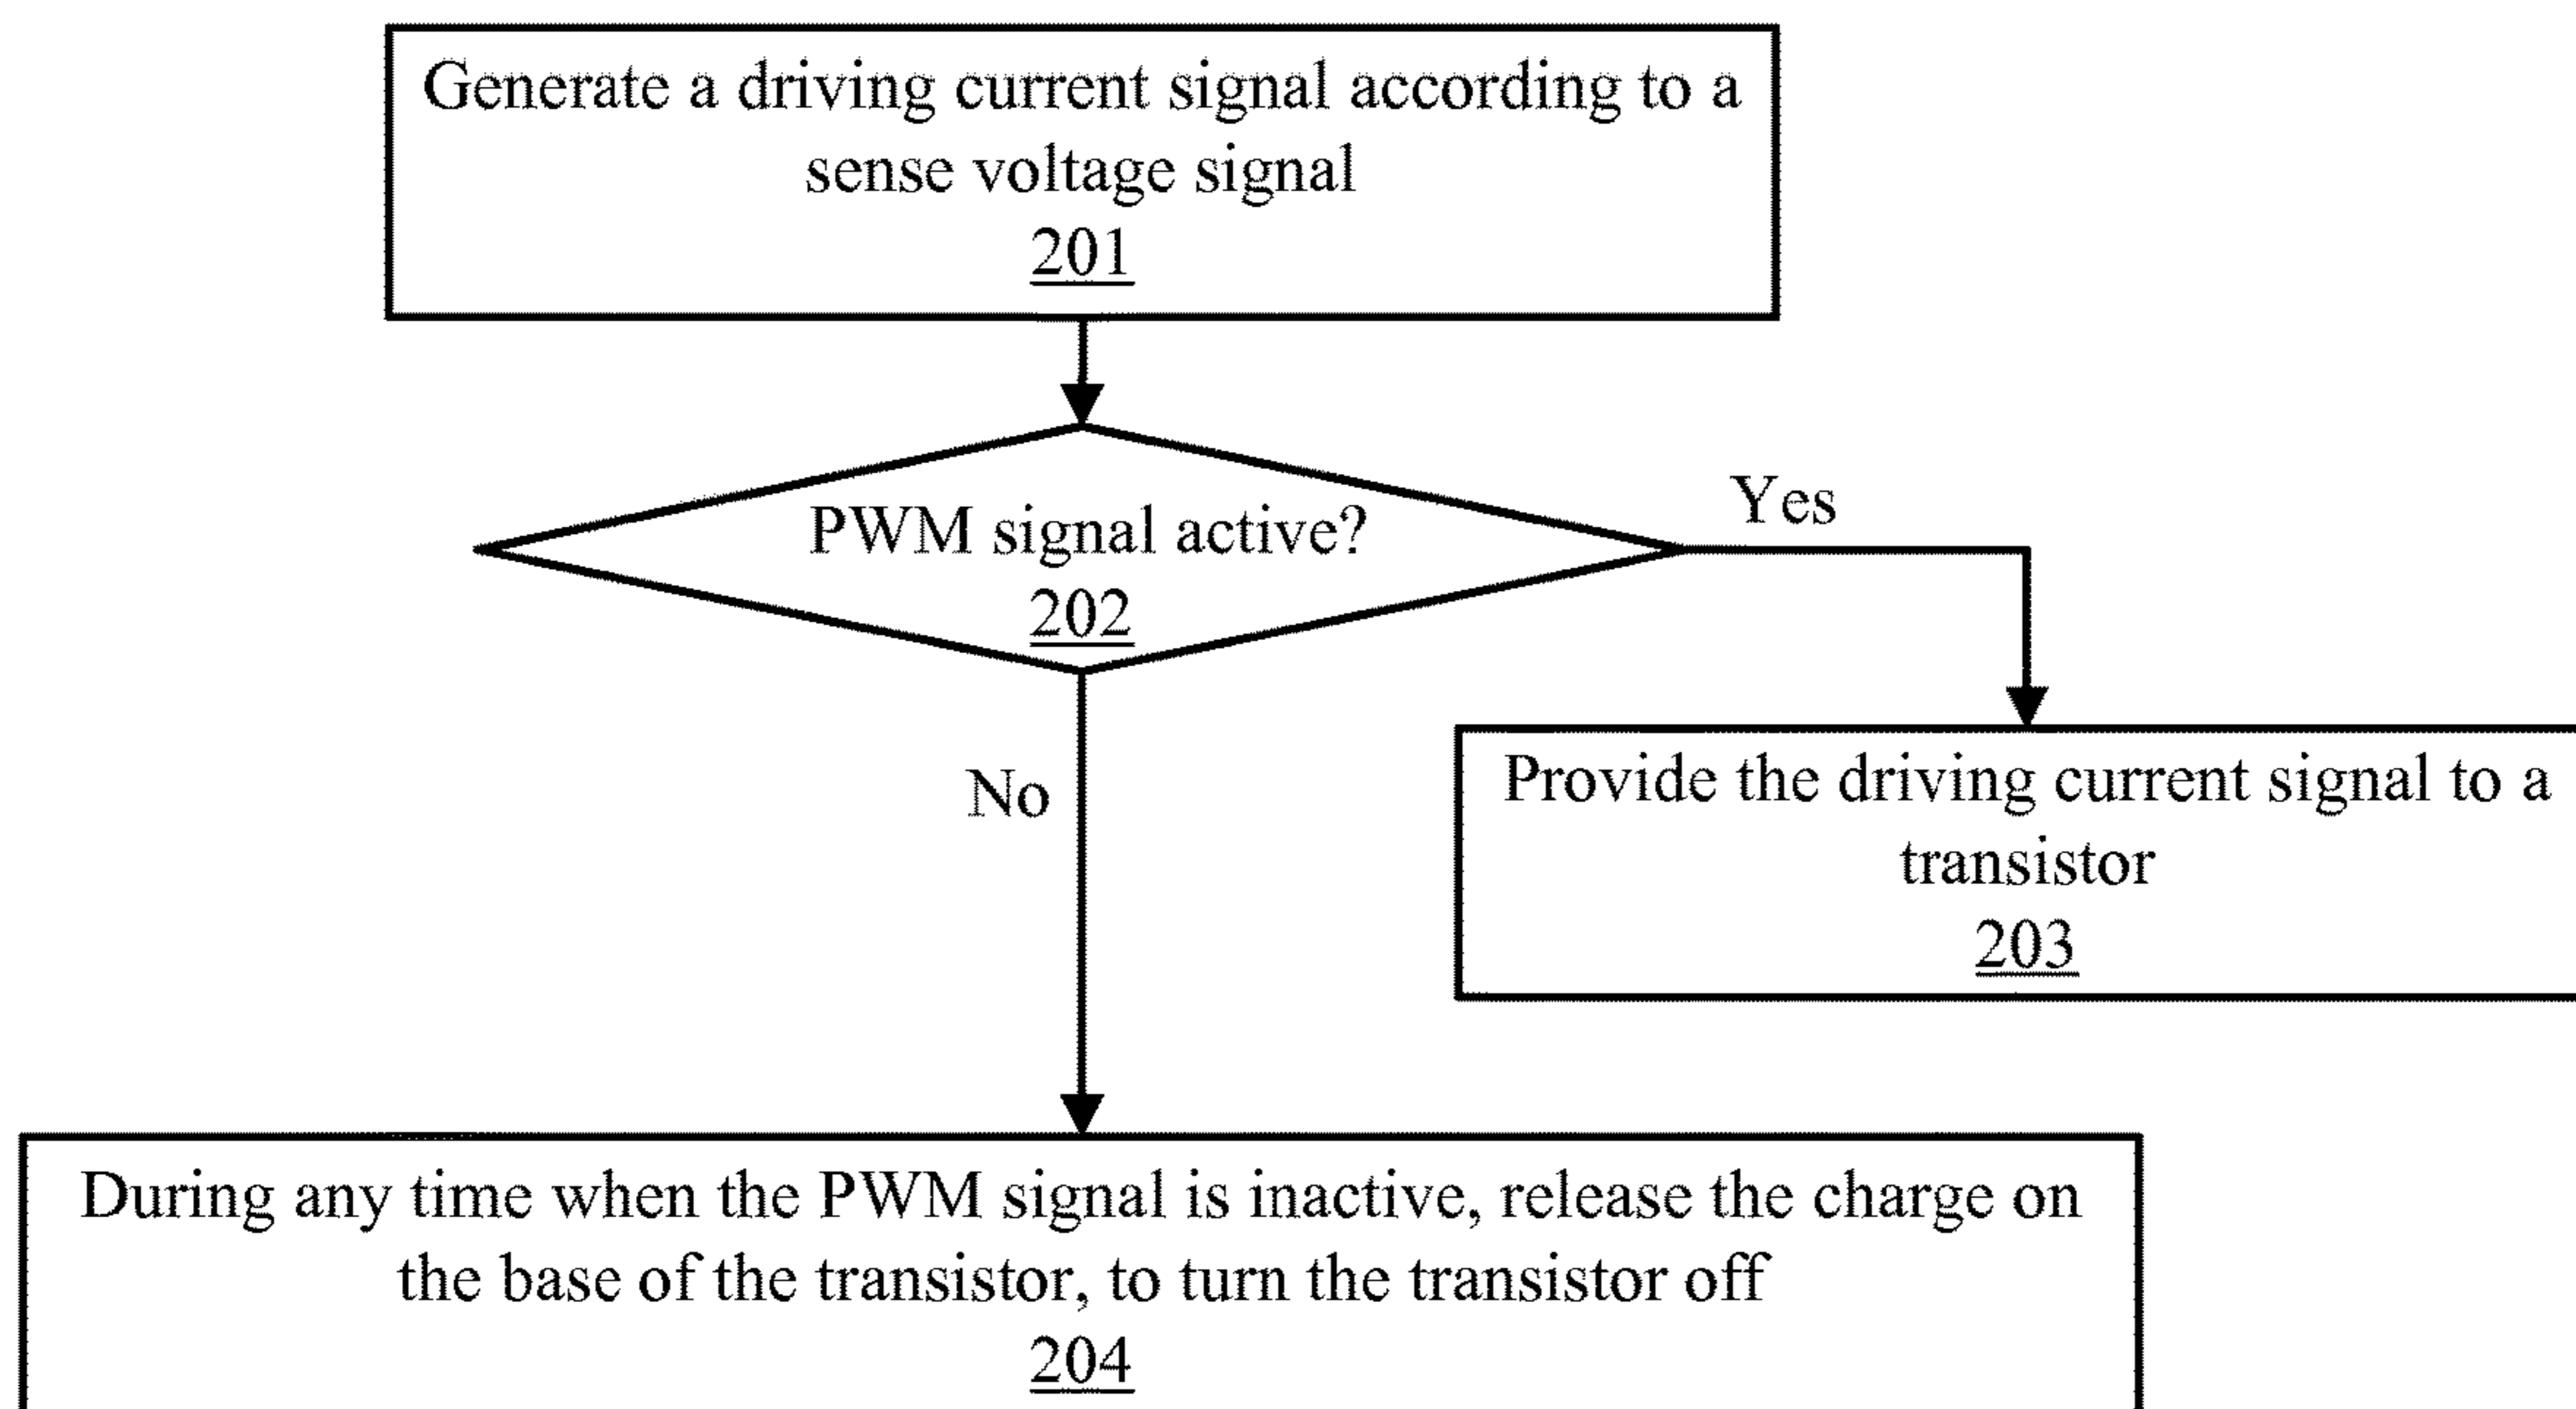 Generate a driving current signal according to a
sense voltage signal
201
PWM signal active?
202
Yes
No
Provide the driving current signal to a
transistor
203
During any time when the PWM signal is inactive, release the charge on
the base of the transistor, to turn the transistor off
204